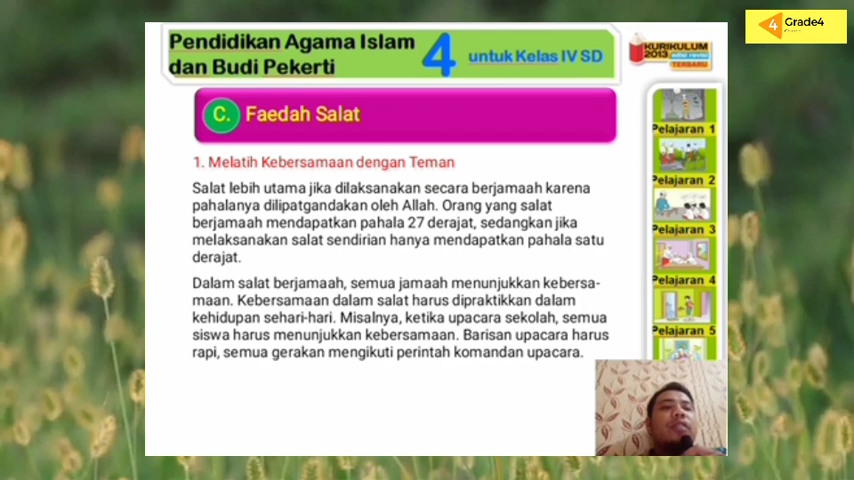 4 Grade4
Pendidikan Agama Islam
dan Budi Pekerti
4
untuk Kelas IV SD
KURIKULUM
2013
TERBARU
C. Faedah Salat
1. Melatih Kebersamaan dengan Teman
Salat lebih utama jika dilaksanakan secara berjamaah karena
pahalanya dilipatgandakan oleh Allah. Orang yang salat
berjamaah mendapatkan pahala 27 derajat, sedangkan jika
melaksanakan salat sendirian hanya mendapatkan pahala satu
derajat.
Dalam salat berjamaah, semua jamaah menunjukkan kebersa-
maan. Kebersamaan dalam salat harus dipraktikkan dalam
kehidupan sehari-hari. Misalnya, ketika upacara sekolah, semua
siswa harus menunjukkan kebersamaan. Barisan upacara harus
rapi, semua gerakan mengikuti perintah komandan upacara.
Pelajaran 1
Pelajaran 2
Pelajaran 3
Pelajaran 4
Pelajaran 5